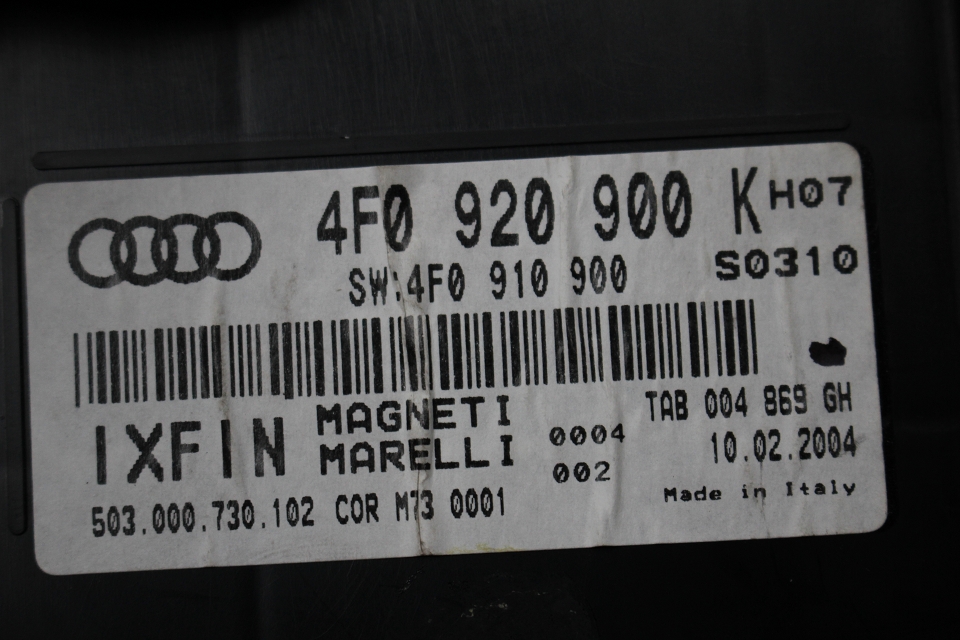 4F0 920 900 K H07
SW:4F0 910 900 S0310
IXFIN MAGNETI MARELLI
TAB 004 869 GH
0004 002
10.02.2004
503.000.730.102 COR M73 0001
Made in Italy